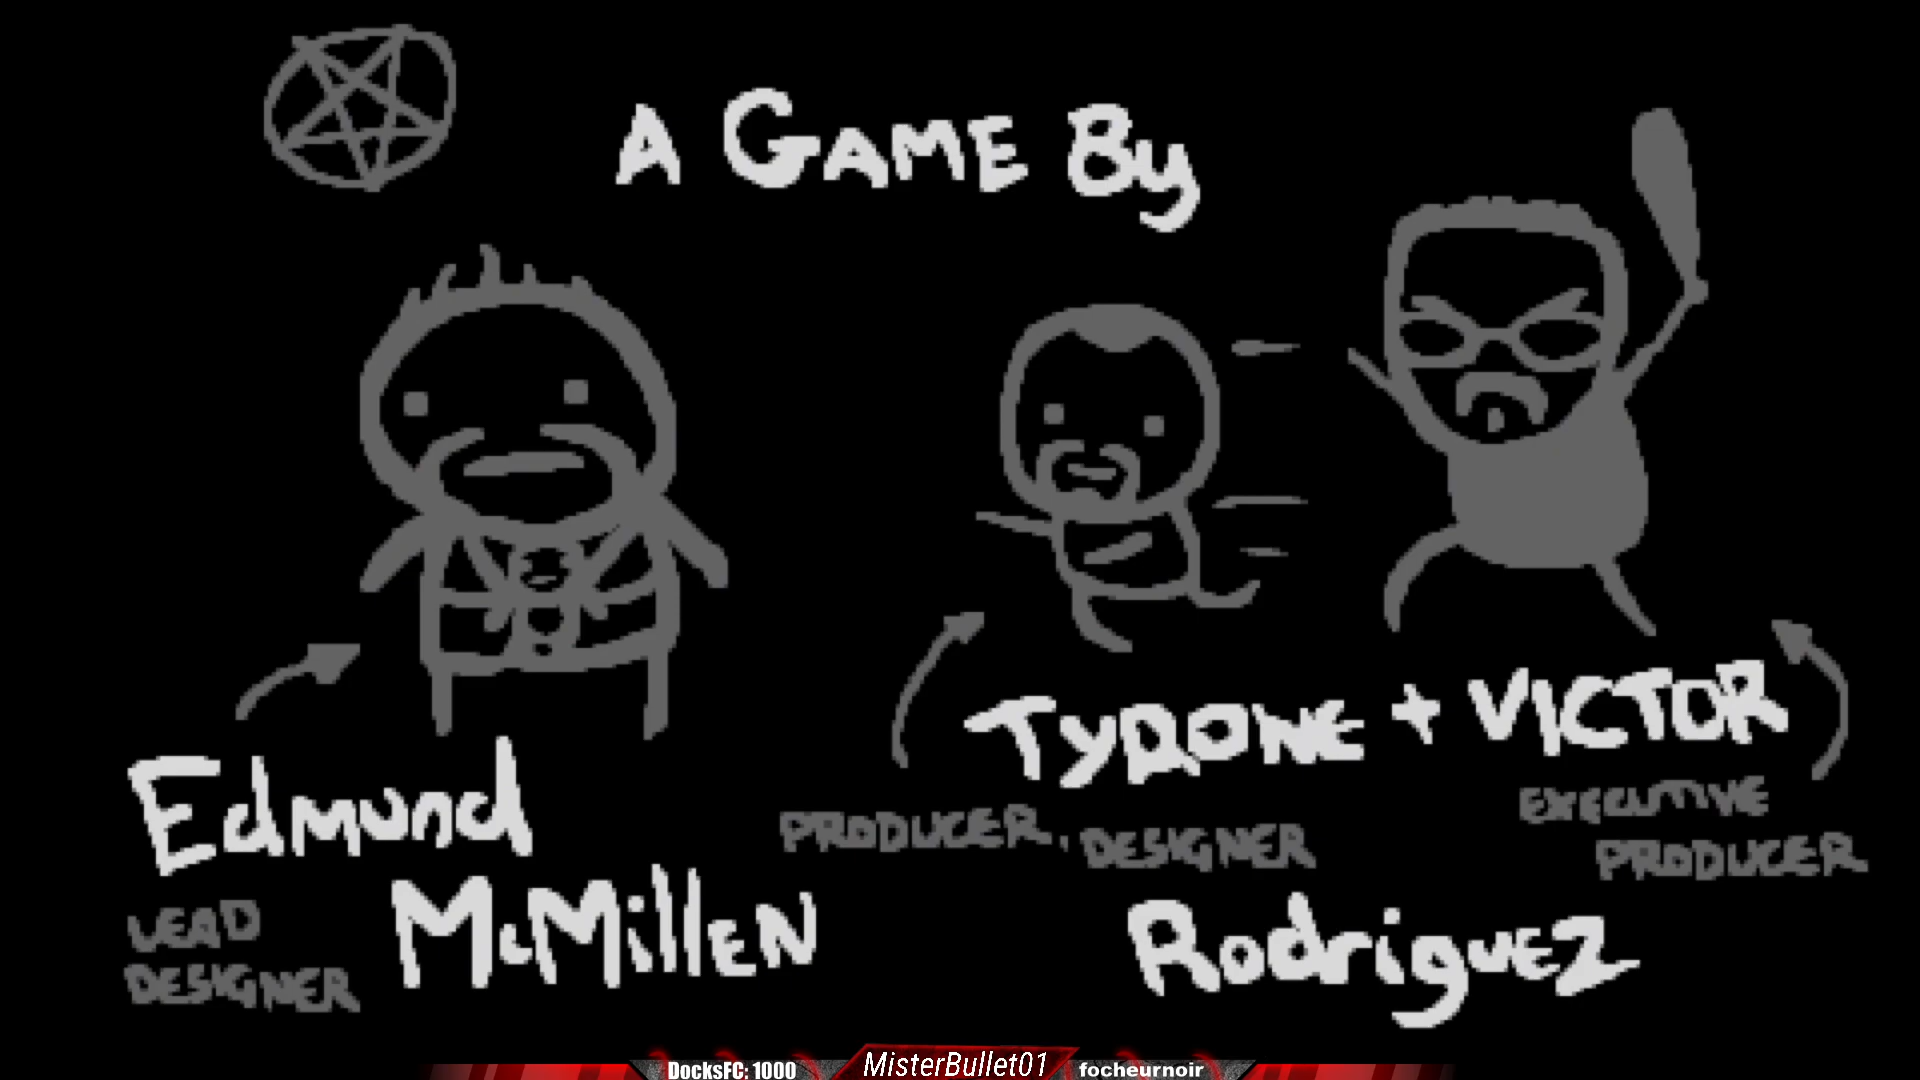 A GAME By
TYRONE + VICTOR
Edmund
EXECUTIVE
PRODUCER
PRODUCER, DESIGNER
LEAD
DESIGNER
McMillEN
RodriguEZ
DocksFC: 1000
MisterBullet01
focheurnoir